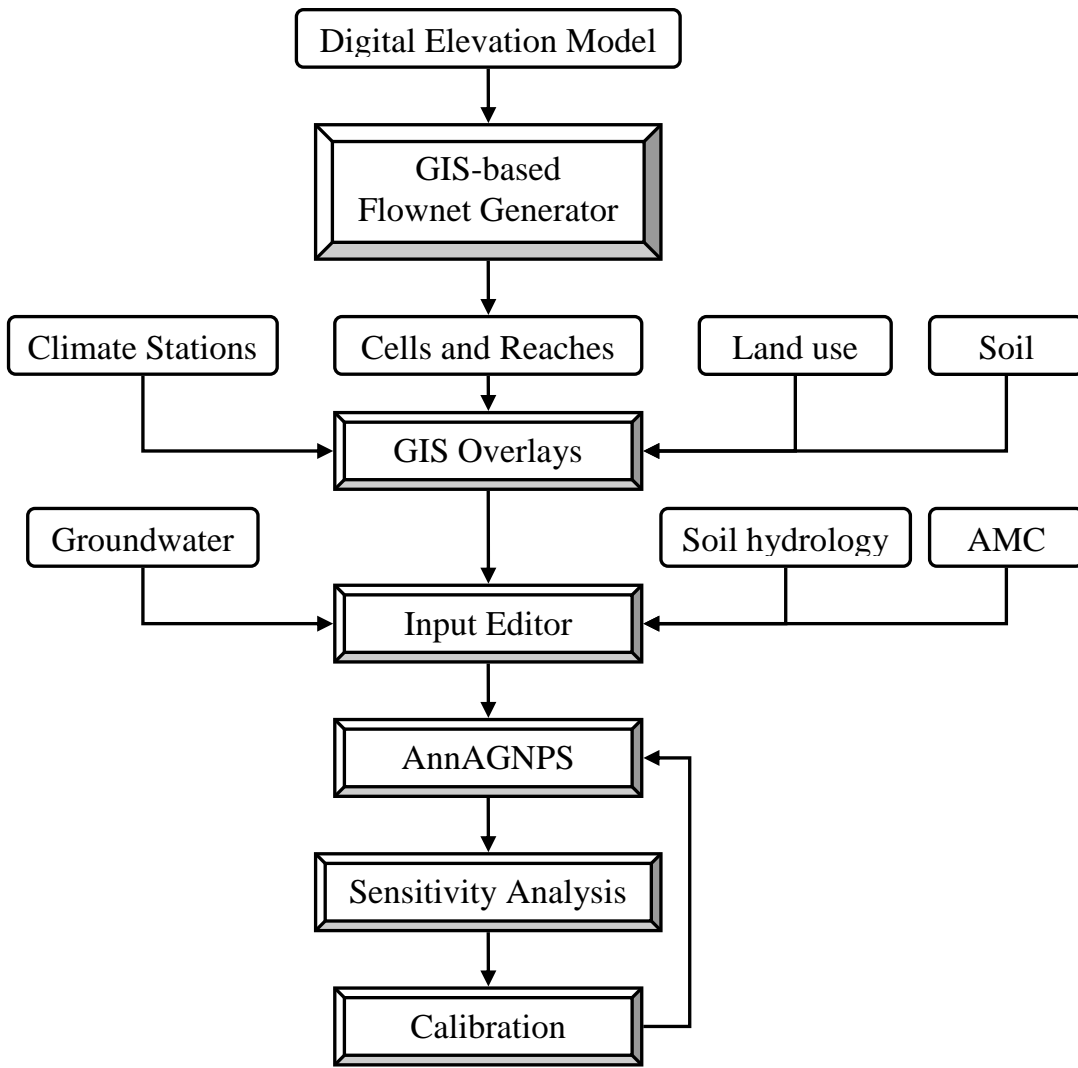 Digital Elevation Model
GIS-based
Flownet Generator
Climate Stations
Cells and Reaches
Land use
Soil
GIS Overlays
Groundwater
Soil hydrology
AMC
Input Editor
AnnAGNPS
Sensitivity Analysis
Calibration